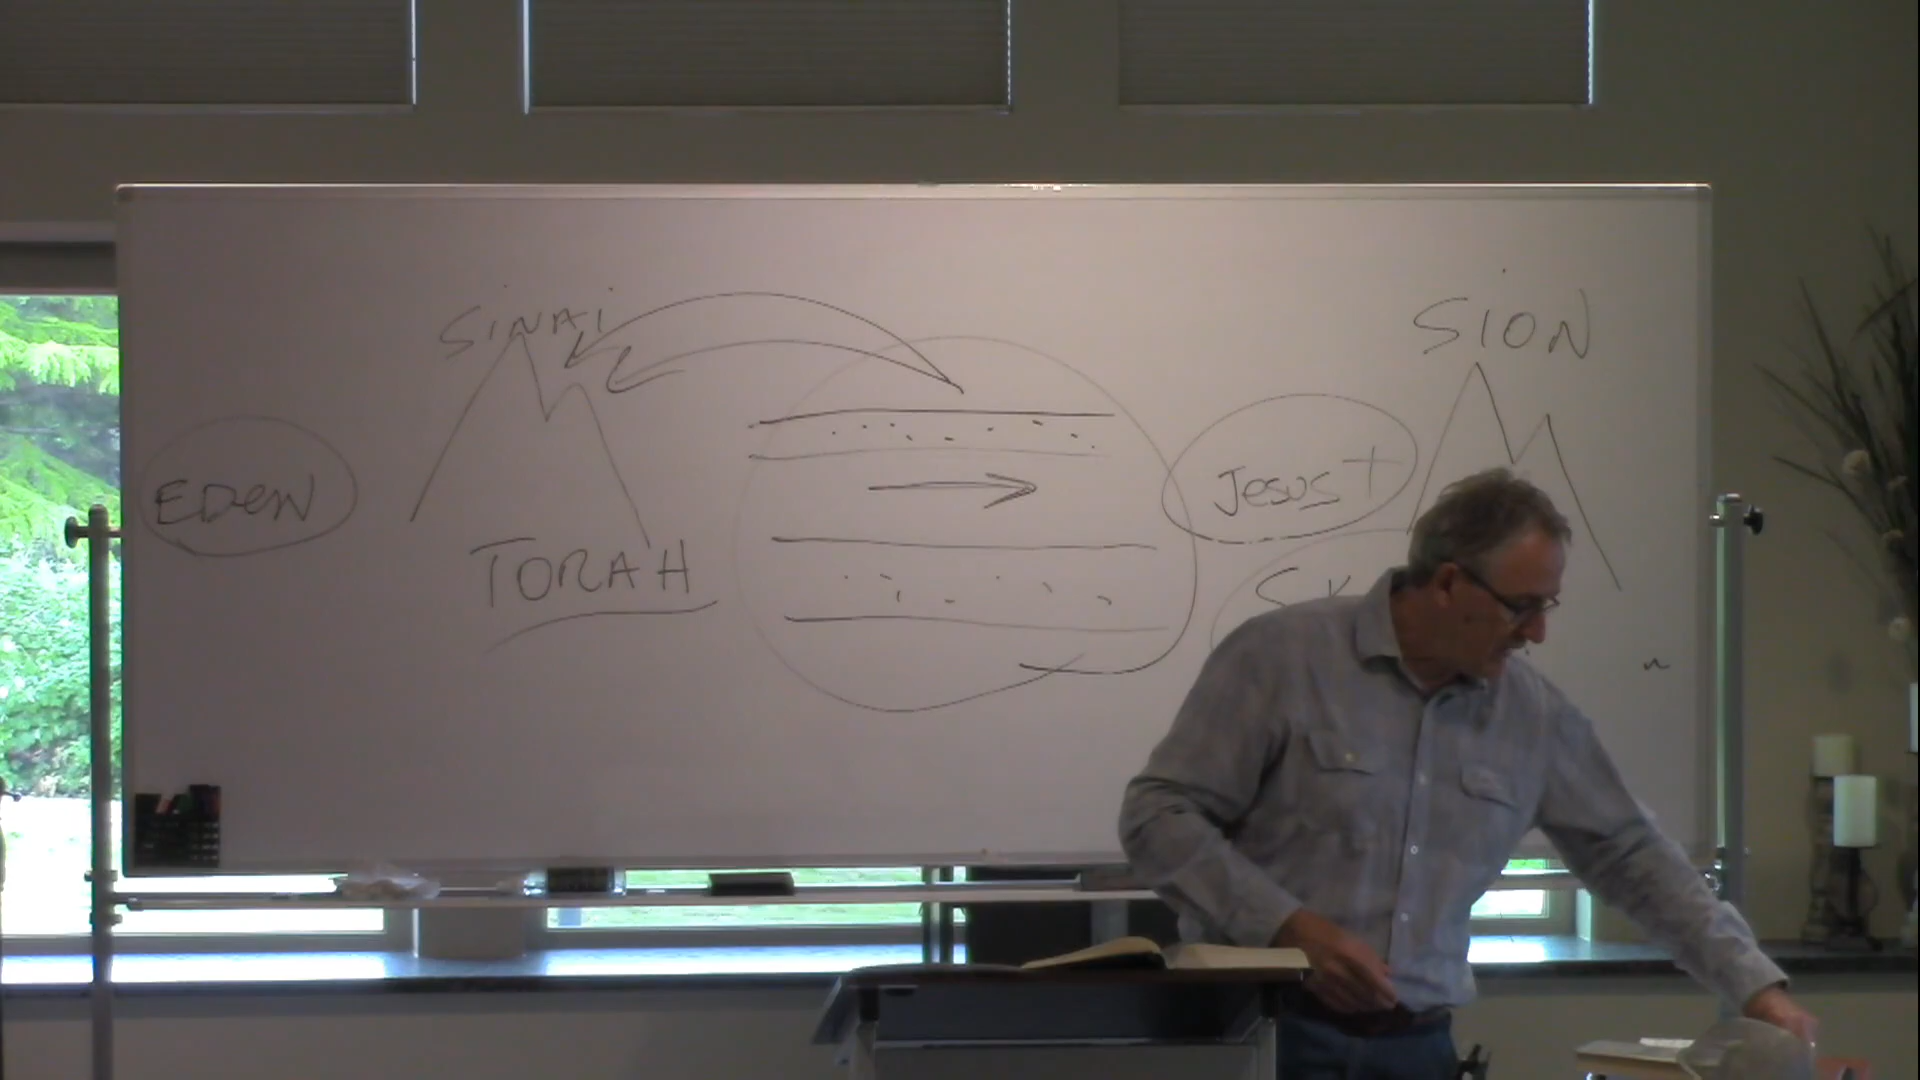 SINAI
SION
EDEN
Jesus +
TORAH